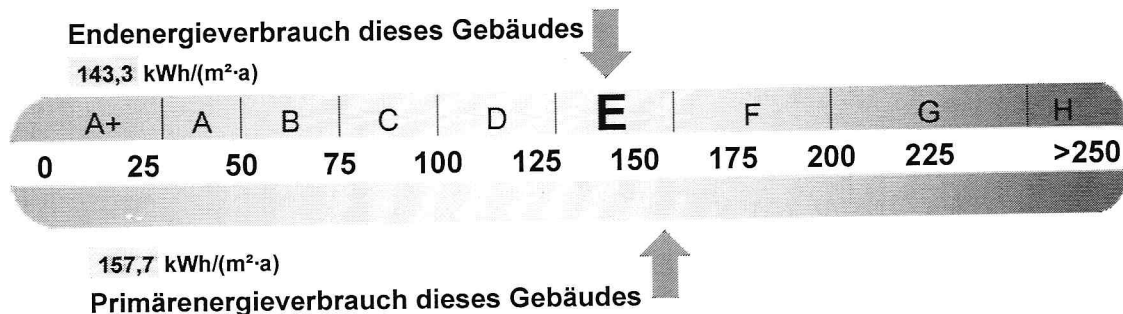 Endenergieverbrauch dieses Gebäudes
143,3 kWh/(m²·a)
A+ A B C D E F G H
0 25 50 75 100 125 150 175 200 225 >250
157,7 kWh/(m²·a)
Primärenergieverbrauch dieses Gebäudes